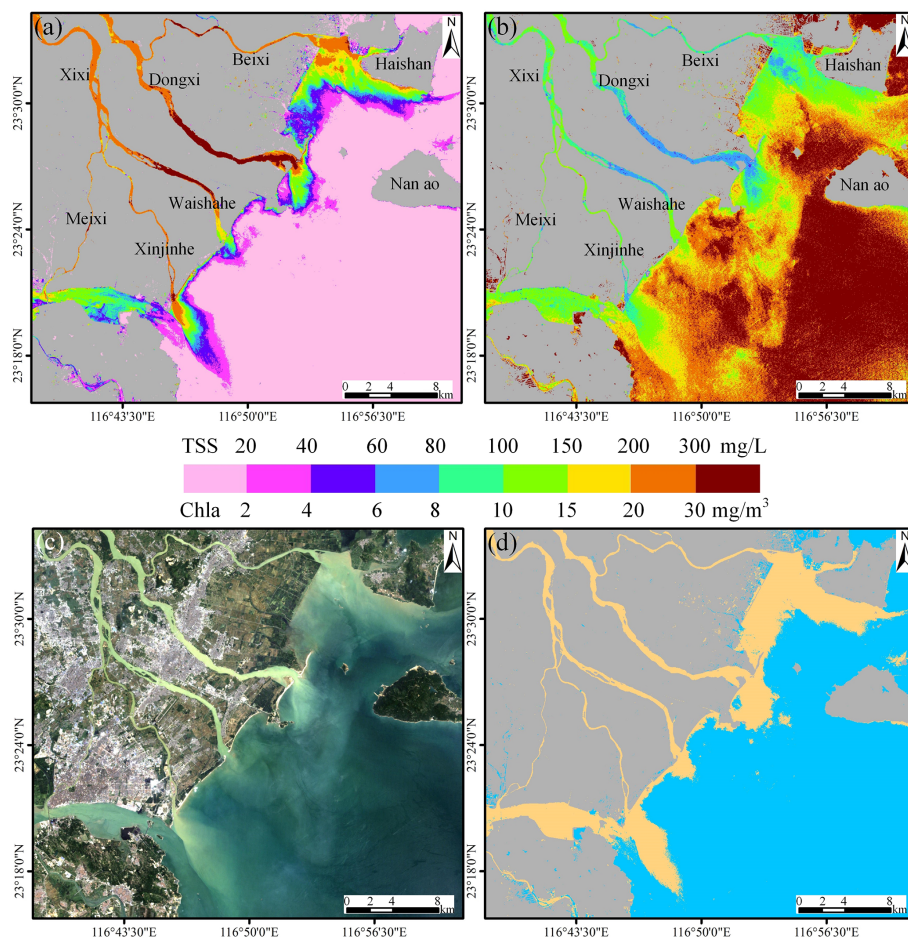 (a)
N
Xixi
Dongxi
Beixi
Haishan
Nan ao
Waishahe
Meixi
Xinjinhe
23°30'0"N
23°24'0"N
23°18'0"N
0 2 4 8
km
116°43'30"E 116°50'0"E 116°56'30"E
(b)
N
Xixi
Dongxi
Beixi
Haishan
Nan ao
Waishahe
Meixi
Xinjinhe
23°30'0"N
23°24'0"N
23°18'0"N
0 2 4 8
km
116°43'30"E 116°50'0"E 116°56'30"E
TSS 20 40 60 80 100 150 200 300 mg/L
Chla 2 4 6 8 10 15 20 30 mg/m³
(c)
N
23°30'0"N
23°24'0"N
23°18'0"N
0 2 4 8
km
116°43'30"E 116°50'0"E 116°56'30"E
(d)
N
23°30'0"N
23°24'0"N
23°18'0"N
0 2 4 8
km
116°43'30"E 116°50'0"E 116°56'30"E